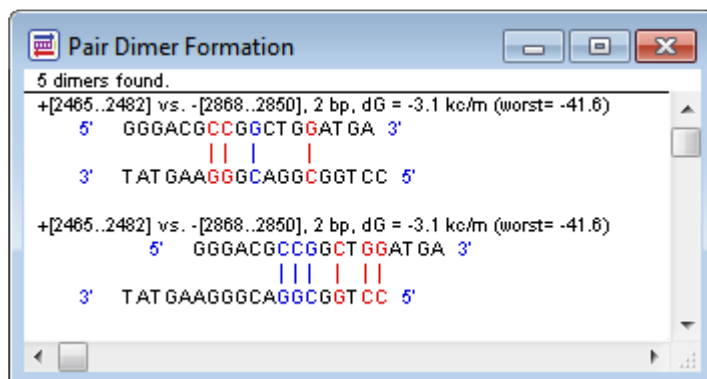 Pair Dimer Formation
5 dimers found.
+[2465..2482] vs. -[2868..2850], 2 bp, dG = -3.1 kc/m (worst= -41.6)
5' GGGACGCCGGCTGGATGA 3'
3' TATGAAGGGCAGGCGGTCC 5'
+[2465..2482] vs. -[2868..2850], 2 bp, dG = -3.1 kc/m (worst= -41.6)
5' GGGACGCCGGCTGGATGA 3'
3' TATGAAGGGCAGGCGGTCC 5'